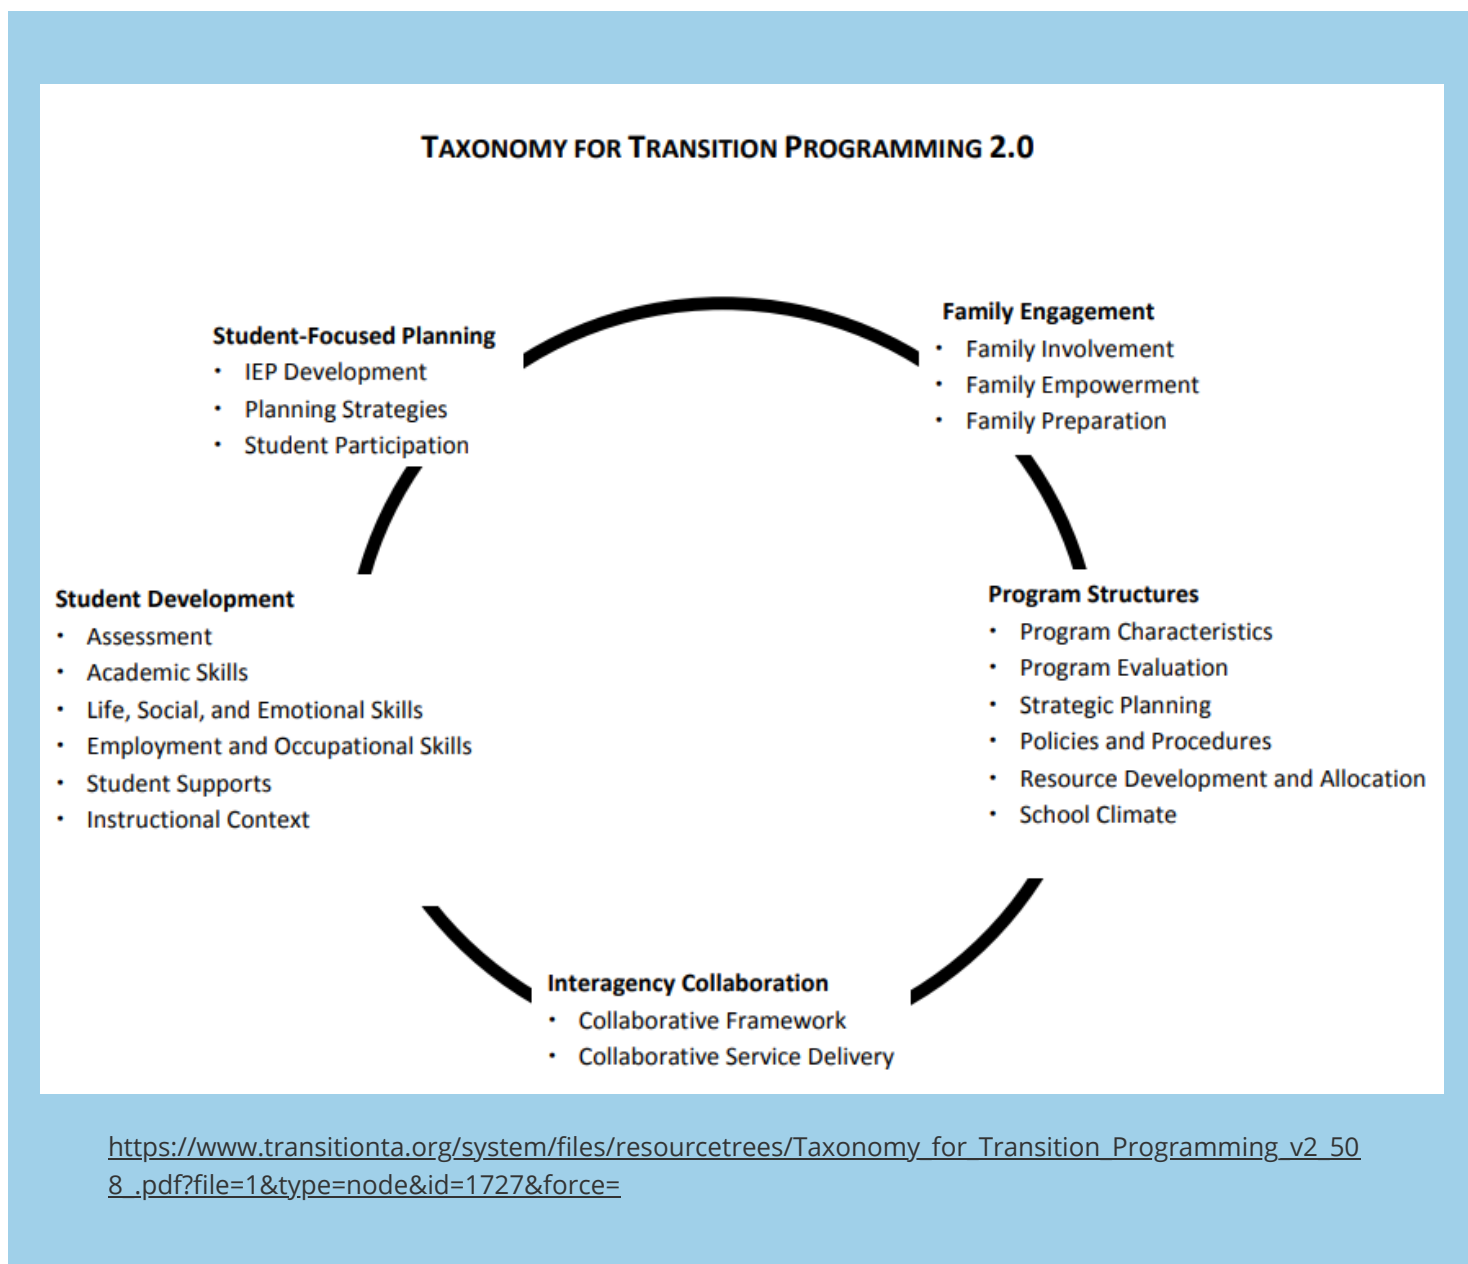 TAXONOMY FOR TRANSITION PROGRAMMING 2.0
Student-Focused Planning
• IEP Development
• Planning Strategies
• Student Participation
Family Engagement
• Family Involvement
• Family Empowerment
• Family Preparation
Student Development
• Assessment
• Academic Skills
• Life, Social, and Emotional Skills
• Employment and Occupational Skills
• Student Supports
• Instructional Context
Program Structures
• Program Characteristics
• Program Evaluation
• Strategic Planning
• Policies and Procedures
• Resource Development and Allocation
• School Climate
Interagency Collaboration
• Collaborative Framework
• Collaborative Service Delivery
https://www.transitionta.org/system/files/resourcetrees/Taxonomy_for_Transition_Programming_v2_50
8_.pdf?file=1&type=node&id=1727&force=